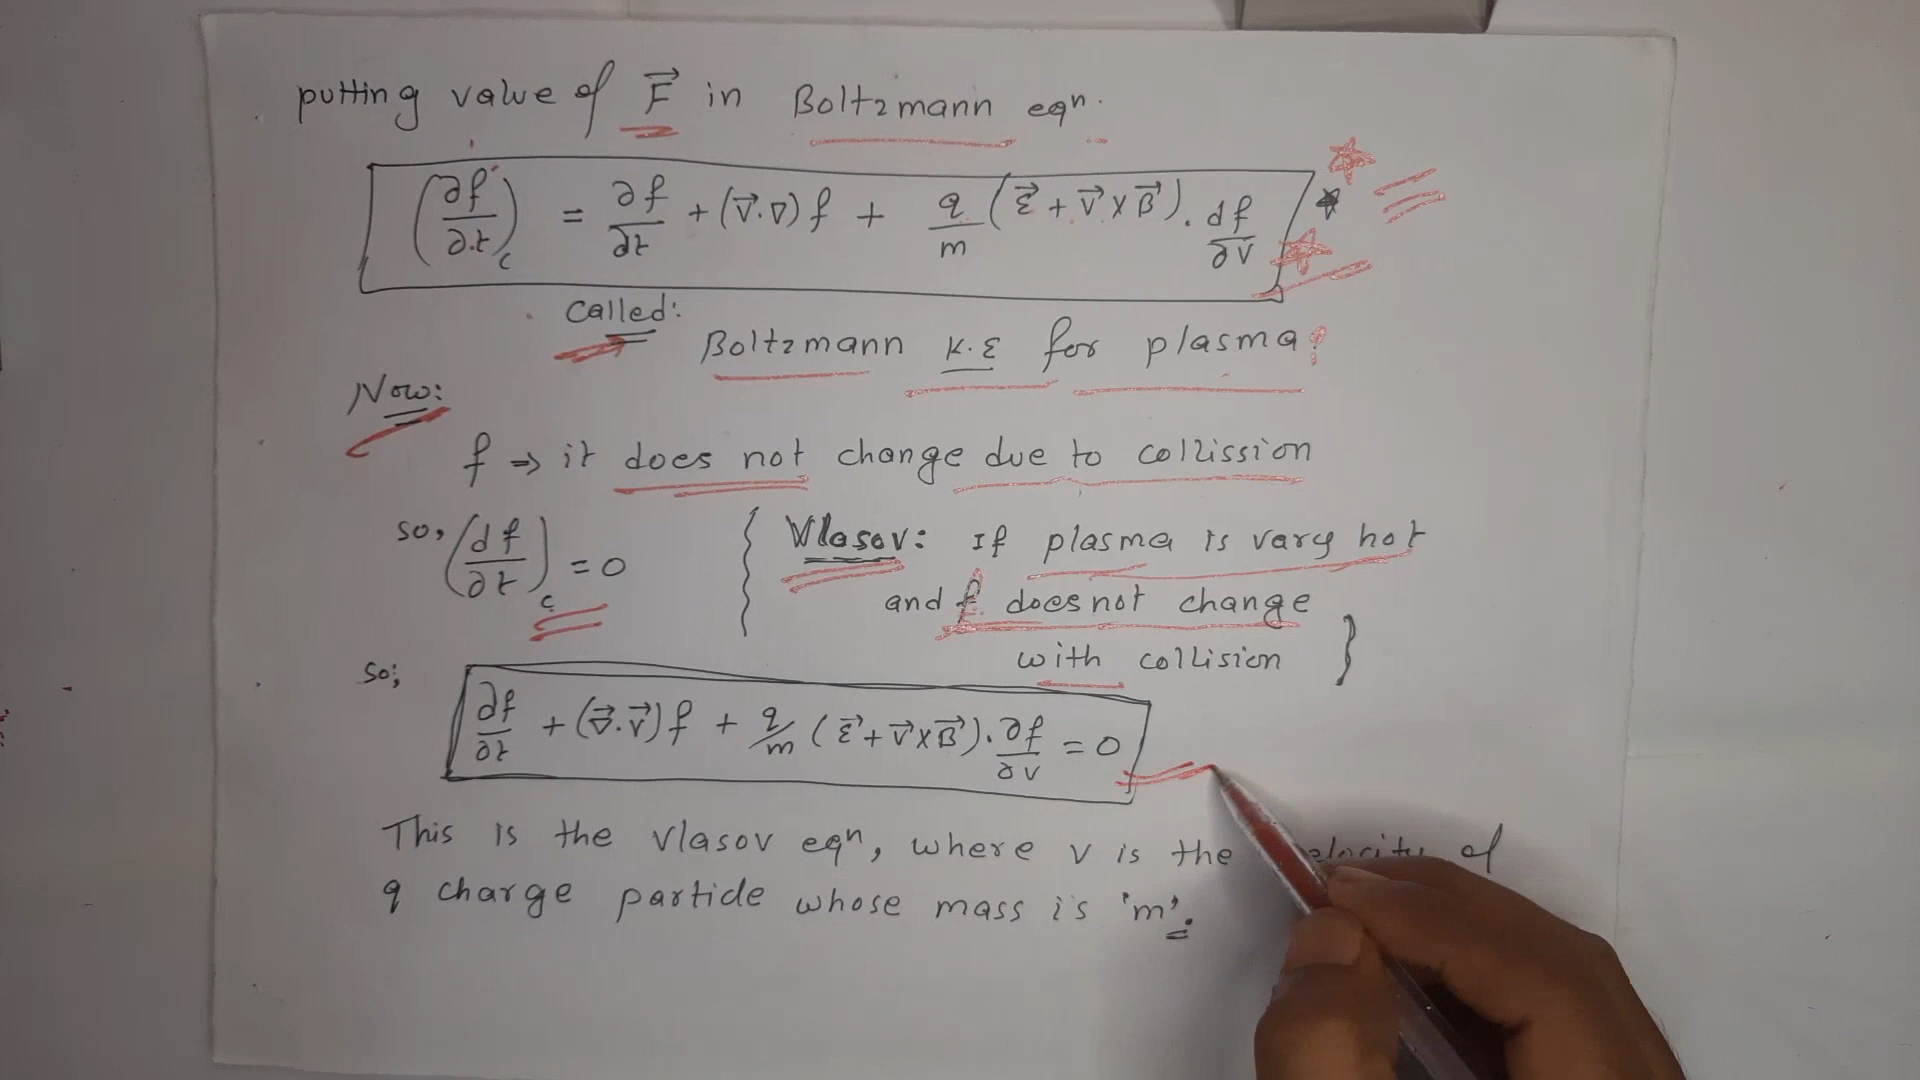 putting value of F⃗ in Boltzmann eqⁿ.
(∂f/∂.t)c = ∂f/∂t + (V⃗.∇)f + q/m (ℰ⃗ + V⃗ × B⃗). df/∂v
Called:
Boltzmann K.E for plasma
Now:
f ⇒ it does not change due to collission
so, (df/∂t)c = 0
Vlasov: If plasma is vary hot
and f does not change
with collision
So;
∂f/∂t + (∇⃗.V⃗)f + q/m (ℰ⃗ + V⃗×B⃗). ∂f/∂v = 0
This is the Vlasov eqⁿ, where v is the of
q charge particle whose mass is 'm'.